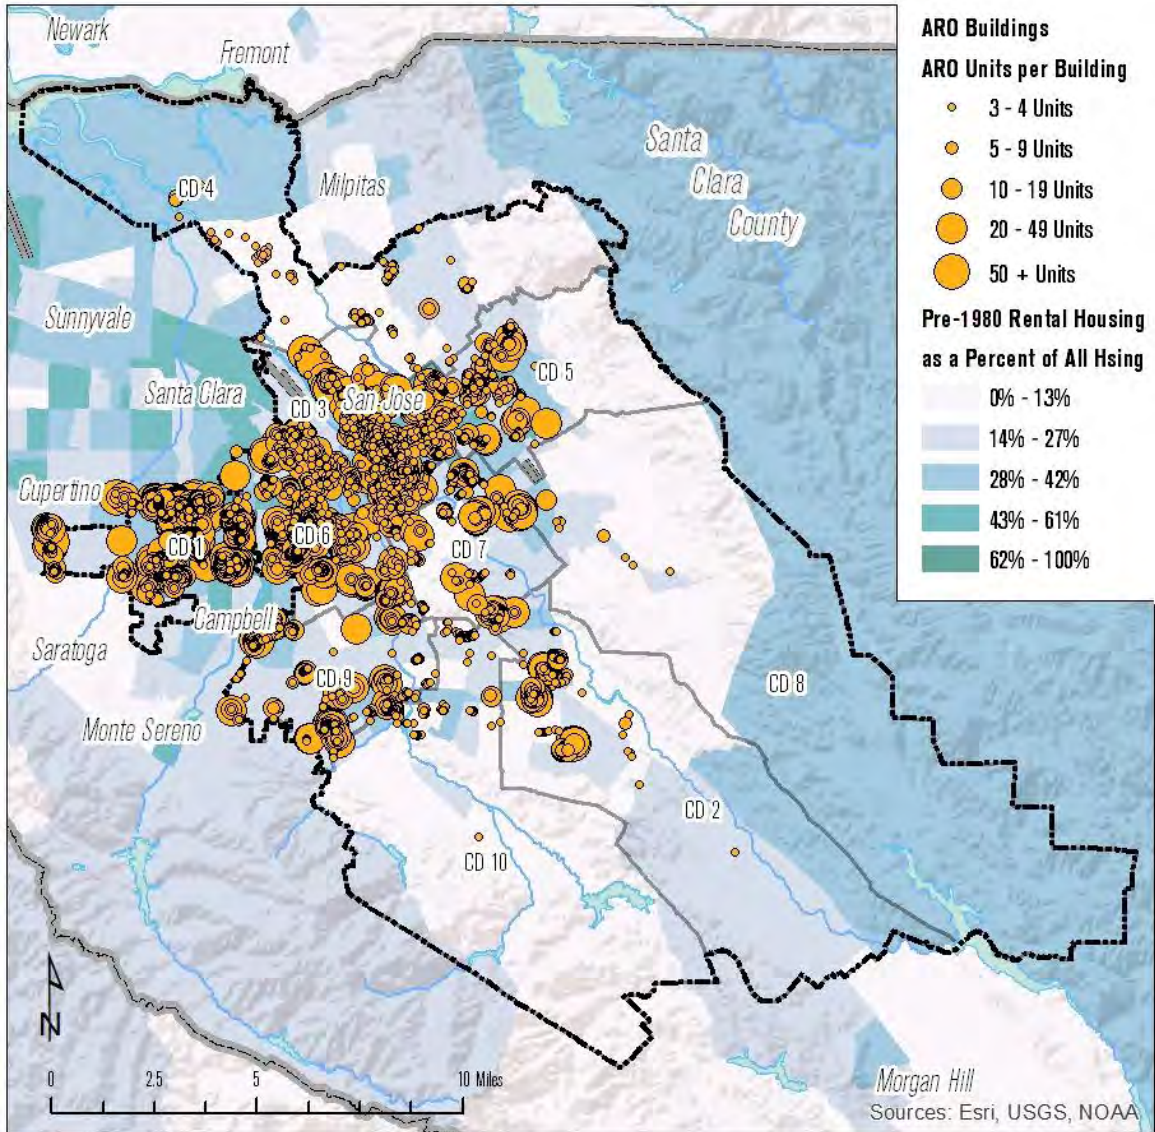 Newark
Fremont
CD 4
Milpitas
Santa
Clara
County
Sunnyvale
Santa Clara
CD 3
San Jose
CD 5
Cupertino
CD 1
CD 6
CD 7
Campbell
Saratoga
CD 9
CD 8
Monte Sereno
CD 2
CD 10
Morgan Hill
N
0 2.5 5 10 Miles
Sources: Esri, USGS, NOAA
ARO Buildings
ARO Units per Building
3 - 4 Units
5 - 9 Units
10 - 19 Units
20 - 49 Units
50 + Units
Pre-1980 Rental Housing
as a Percent of All Hsing
0% - 13%
14% - 27%
28% - 42%
43% - 61%
62% - 100%